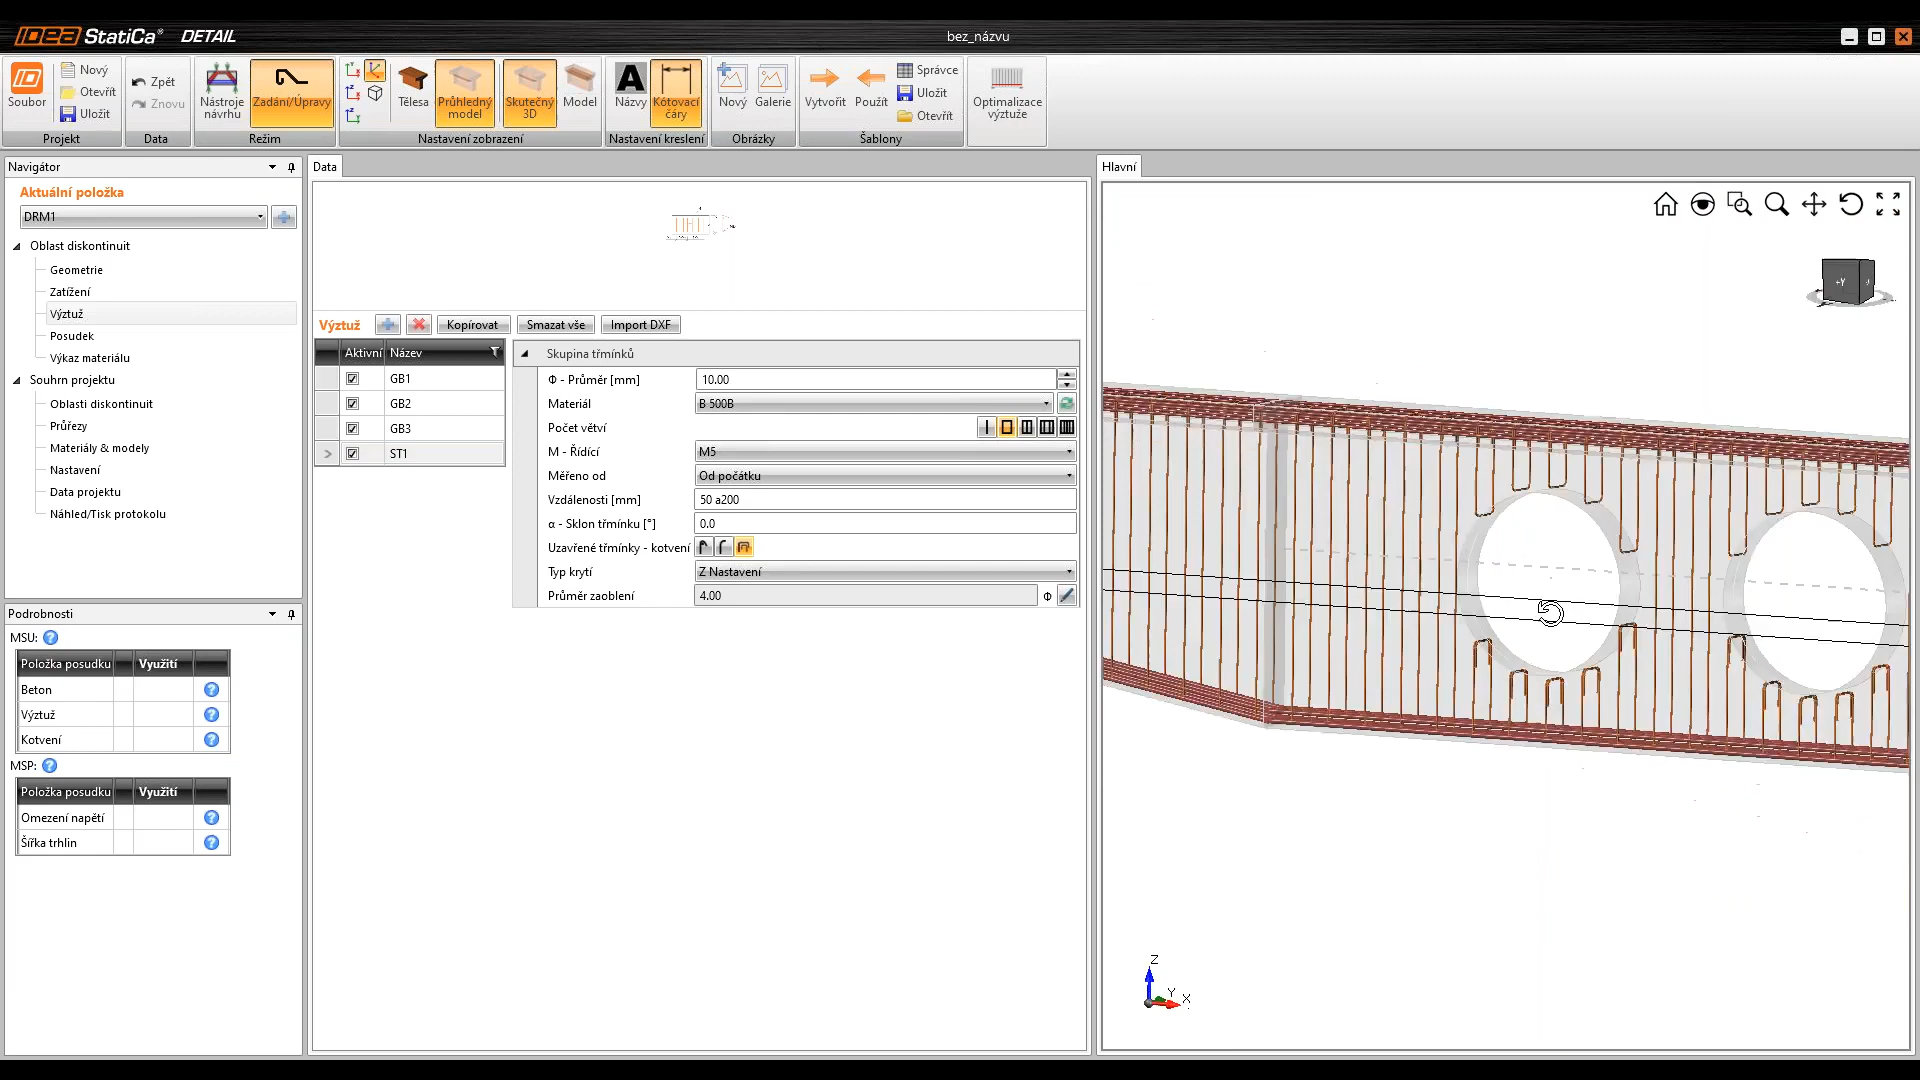 IDEA StatiCa® DETAIL
bez_názvu
Soubor
Nový
Otevřít
Uložit
Projekt
Zpět
Znovu
Data
Nástroje návrhu
Zadání/Úpravy
Režim
Tělesa
Průhledný model
Skutečný 3D
Model
Nastavení zobrazení
Názvy
Kótovací čáry
Nastavení kreslení
Nový
Galerie
Obrázky
Vytvořit
Použít
Správce
Uložit
Otevřít
Šablony
Optimalizace výztuže
Navigátor
Aktuální položka
DRM1
Oblast diskontinuit
Geometrie
Zatížení
Výztuž
Posudek
Výkaz materiálu
Souhrn projektu
Oblasti diskontinuit
Průřezy
Materiály & modely
Nastavení
Data projektu
Náhled/Tisk protokolu
Podrobnosti
MSU:
Položka posudku Využití
Beton
Výztuž
Kotvení
MSP:
Položka posudku Využití
Omezení napětí
Šířka trhlin
Data
Výztuž Kopírovat Smazat vše Import DXF
Aktivní Název
GB1
GB2
GB3
ST1
Skupina třmínků
Φ - Průměr [mm] 10.00
Materiál B 500B
Počet větví
M - Řídící M5
Měřeno od Od počátku
Vzdálenosti [mm] 50 a200
α - Sklon třmínku [°] 0.0
Uzavřené třmínky - kotvení
Typ krytí Z Nastavení
Průměr zaoblení 4.00 Φ
Hlavní
+Y
Z
Y
X